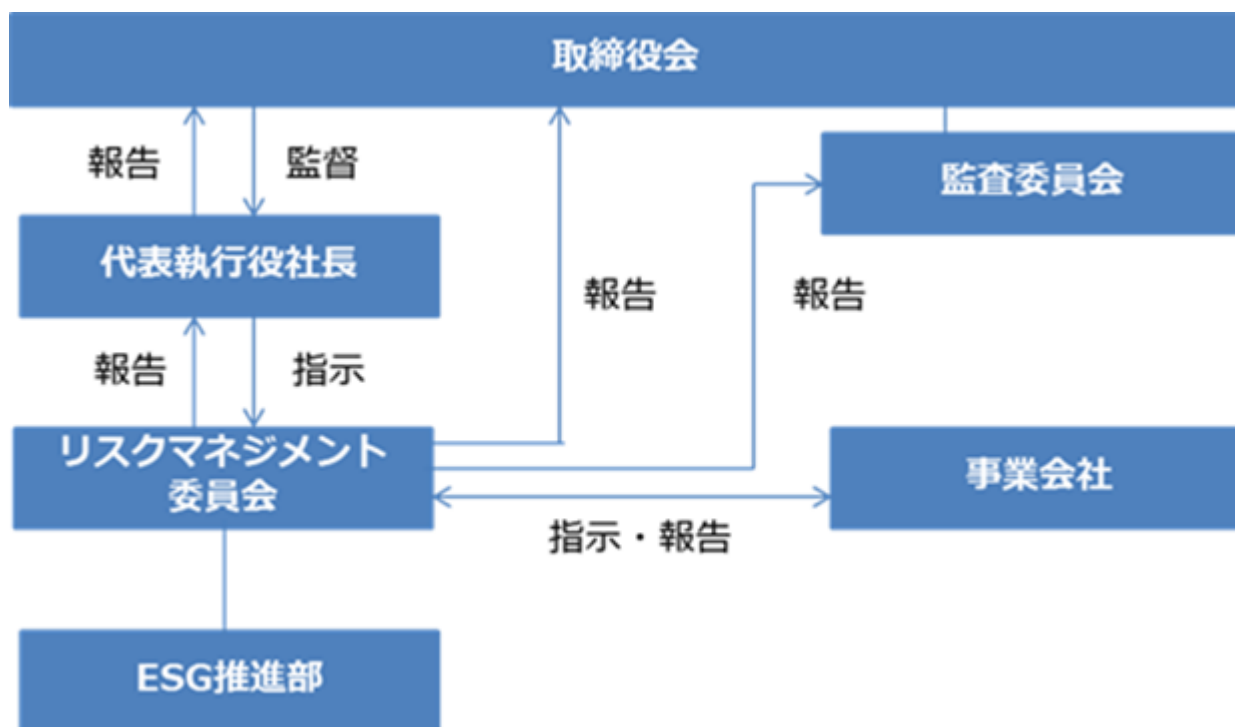 取締役会
報告
監督
監査委員会
代表執行役社長
報告
報告
報告
指示
リスクマネジメント
委員会
事業会社
指示・報告
ESG推進部